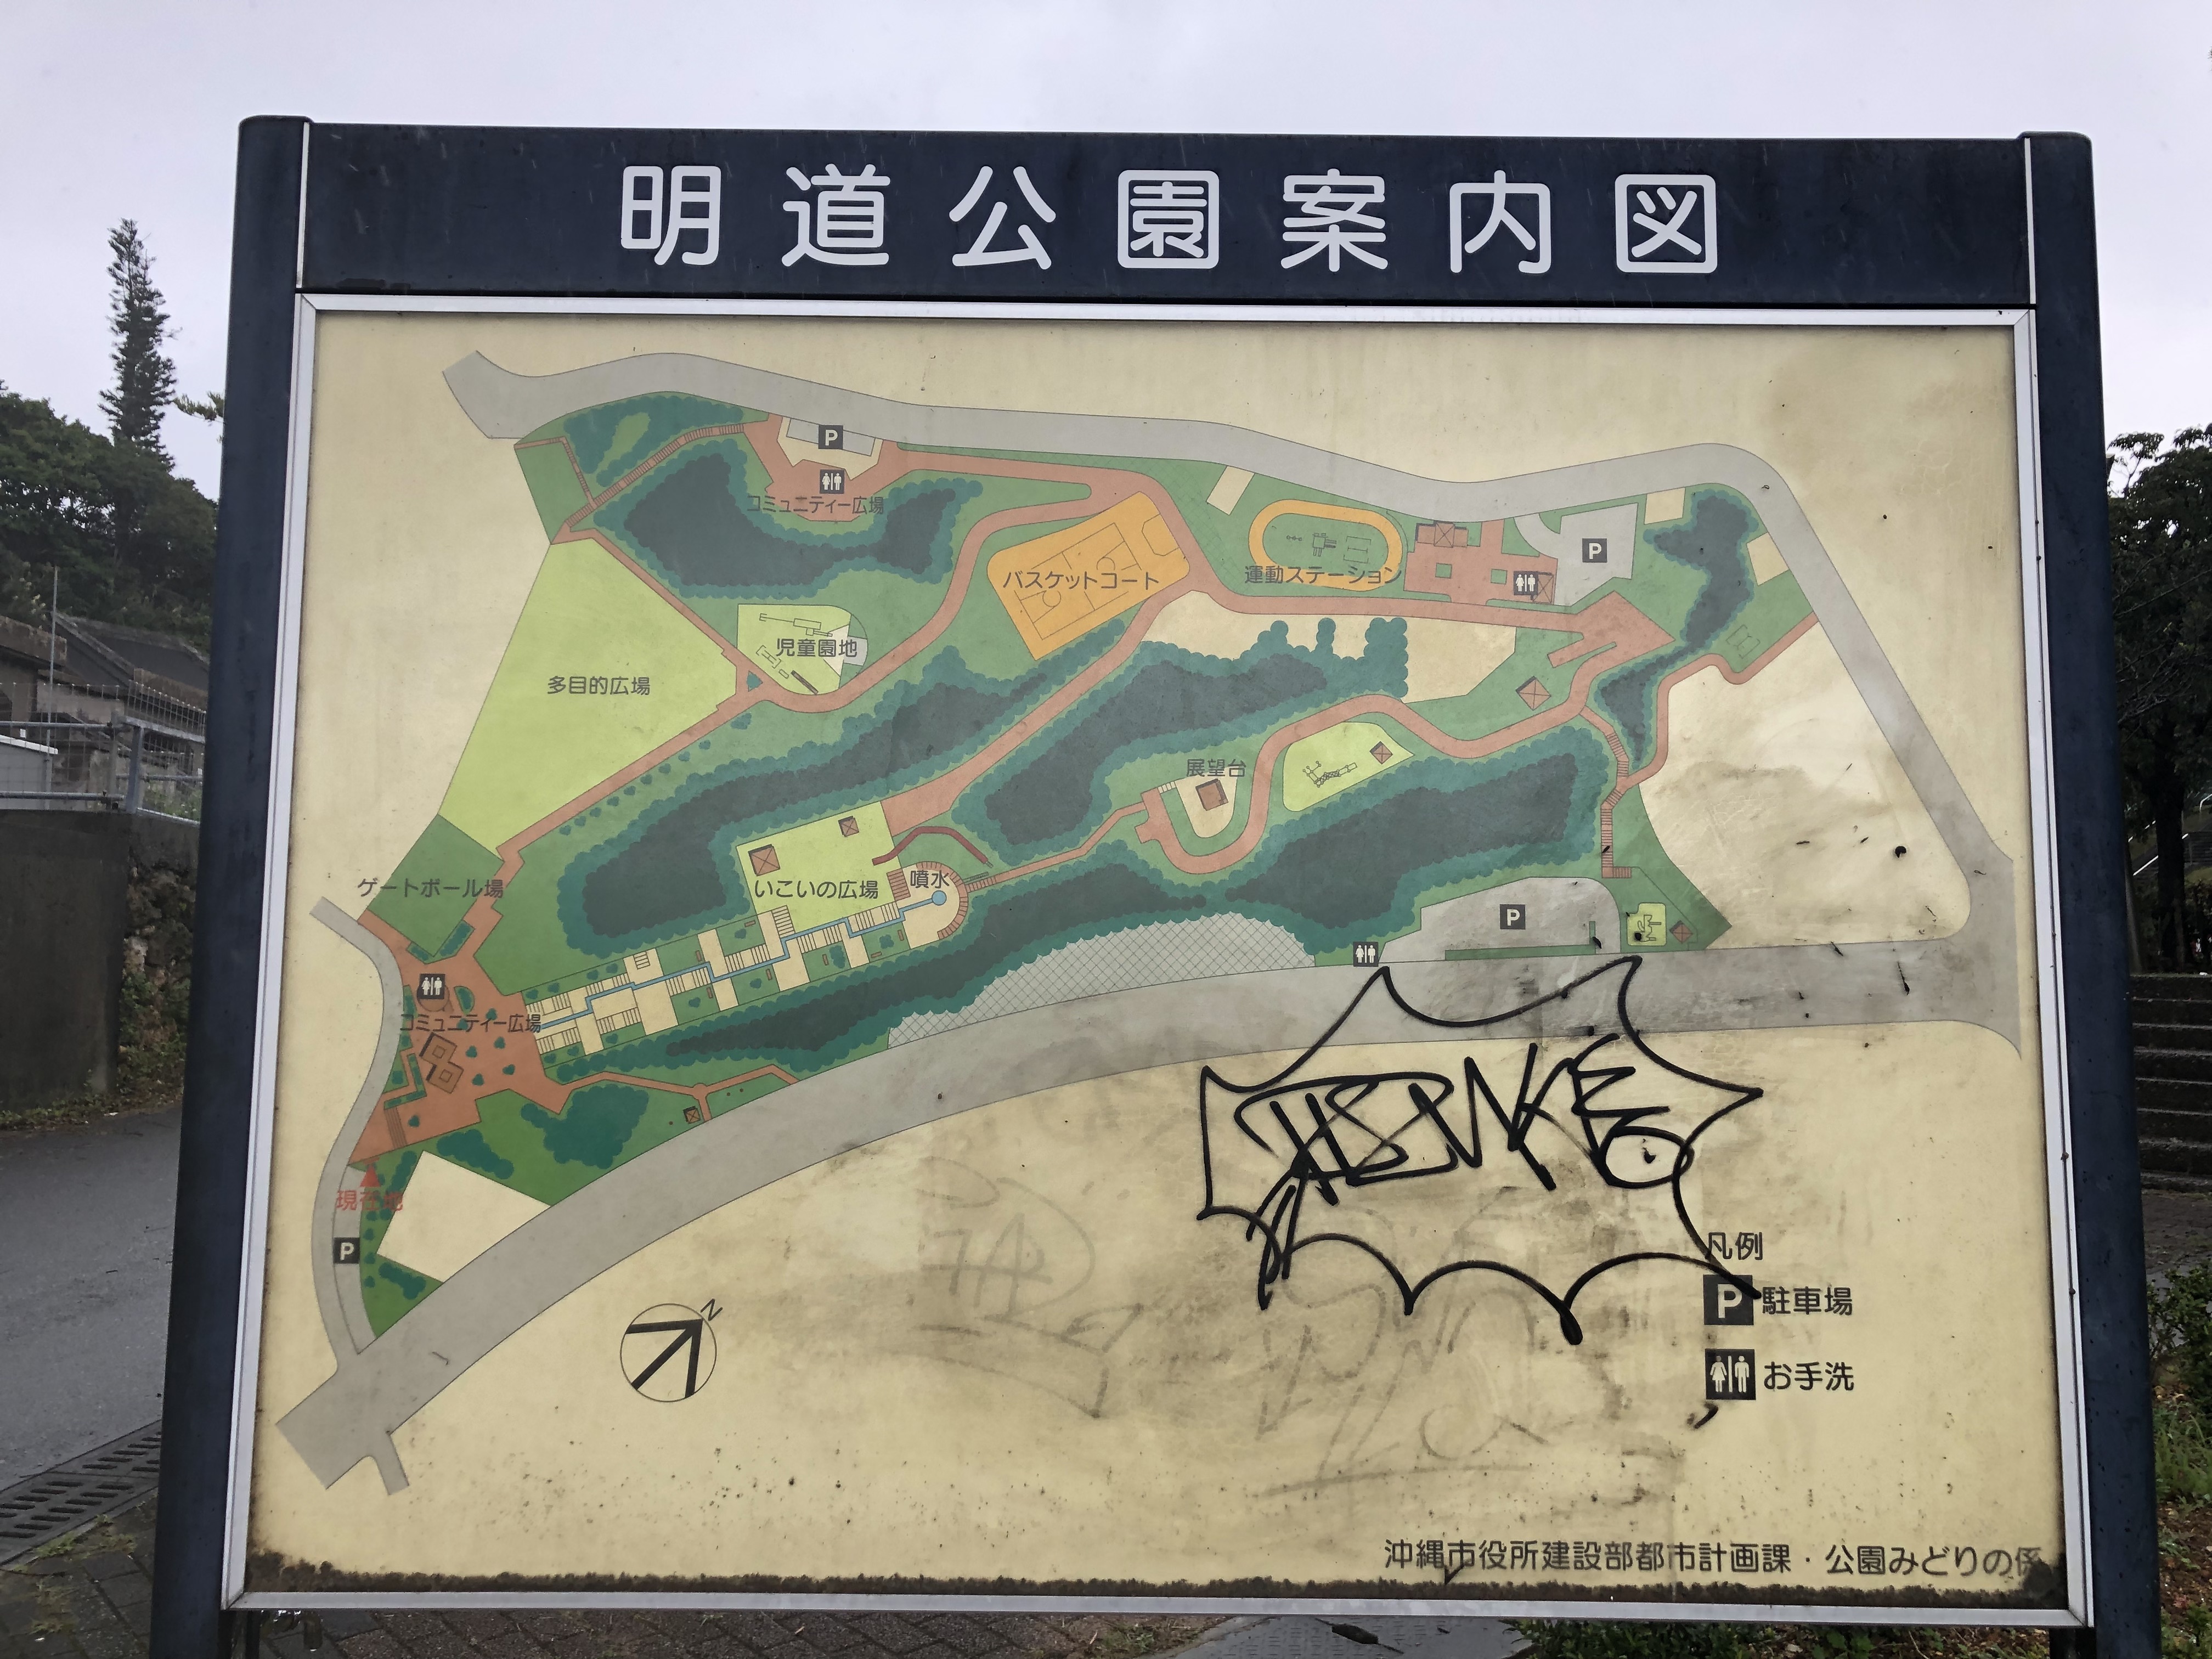 明道公園案内図
P
コミュニティー広場
バスケットコート
運動ステーション
P
児童園地
多目的広場
展望台
ゲートボール場
いこいの広場
噴水
P
コミュニティー広場
現在地
P
N
凡例
P 駐車場
お手洗
沖縄市役所建設部都市計画課・公園みどりの係